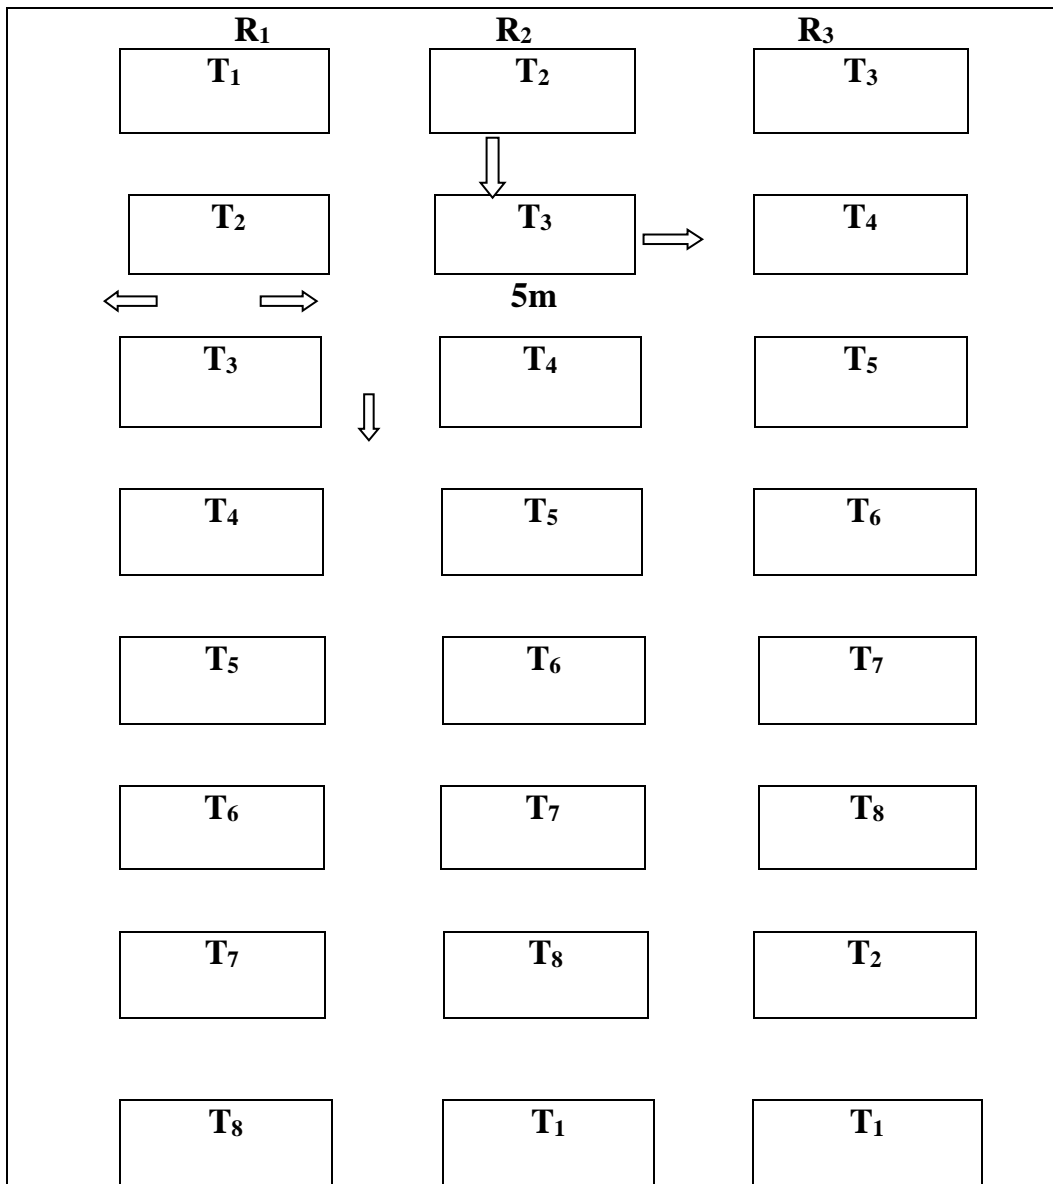 R₁ R₂ R₃
T₁ T₂ T₃
T₂ T₃ T₄
5m
T₃ T₄ T₅
T₄ T₅ T₆
T₅ T₆ T₇
T₆ T₇ T₈
T₇ T₈ T₂
T₈ T₁ T₁